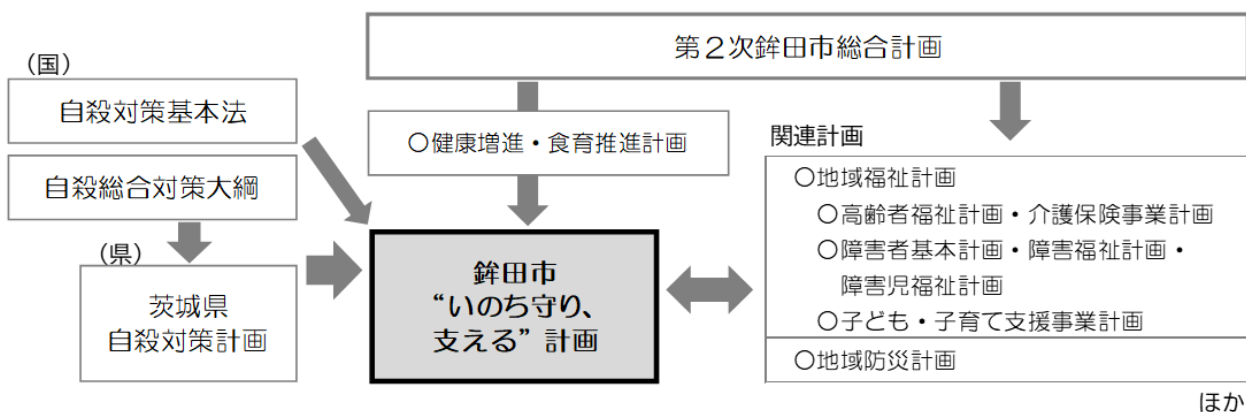 第２次鉾田市総合計画
（国）
自殺対策基本法
自殺総合対策大綱
（県）
茨城県
自殺対策計画
○健康増進・食育推進計画
鉾田市
“いのち守り、
支える”計画
関連計画
○地域福祉計画
○高齢者福祉計画・介護保険事業計画
○障害者基本計画・障害福祉計画・
障害児福祉計画
○子ども・子育て支援事業計画
○地域防災計画
ほか